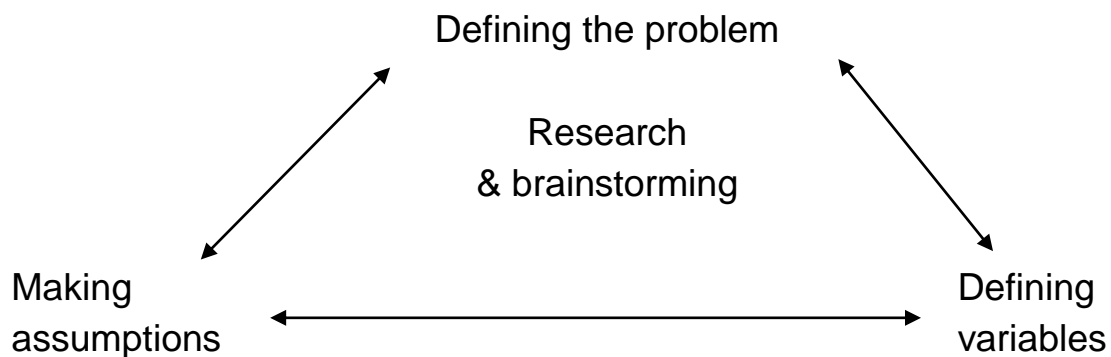 Defining the problem
Research
& brainstorming
Making
assumptions
Defining
variables